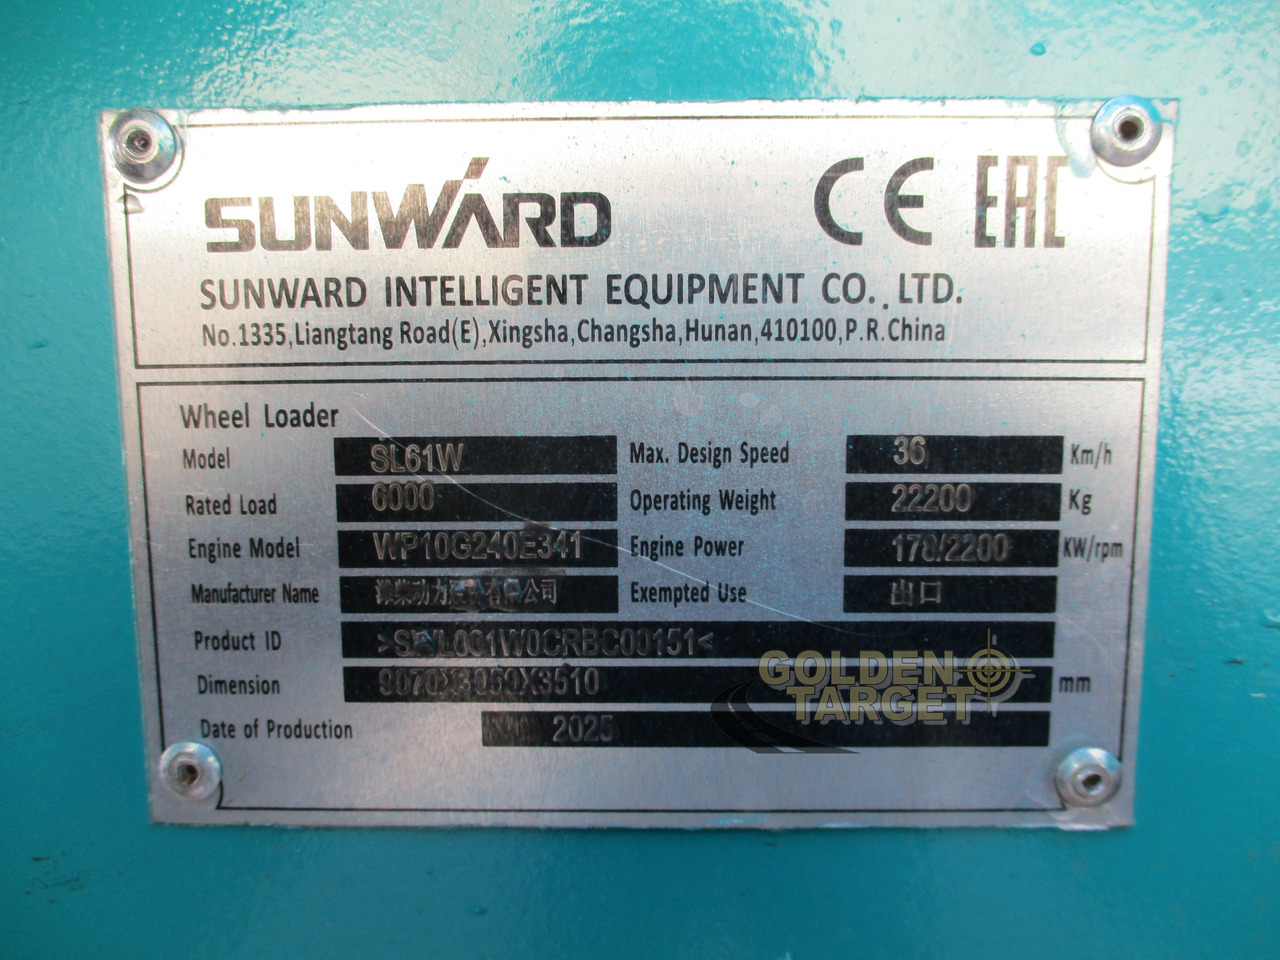 SUNWARD CE EAC
SUNWARD INTELLIGENT EQUIPMENT CO., LTD.
No.1335,Liangtang Road(E),Xingsha,Changsha,Hunan,410100,P.R.China
Wheel Loader
Model SL61W Max. Design Speed 36 Km/h
Rated Load 6000 Operating Weight 22200 Kg
Engine Model WP10G240E341 Engine Power 178/2200 KW/rpm
Manufacturer Name Exempted Use 出口
Product ID
Dimension mm
Date of Production 2025
GOLDEN
TARGET